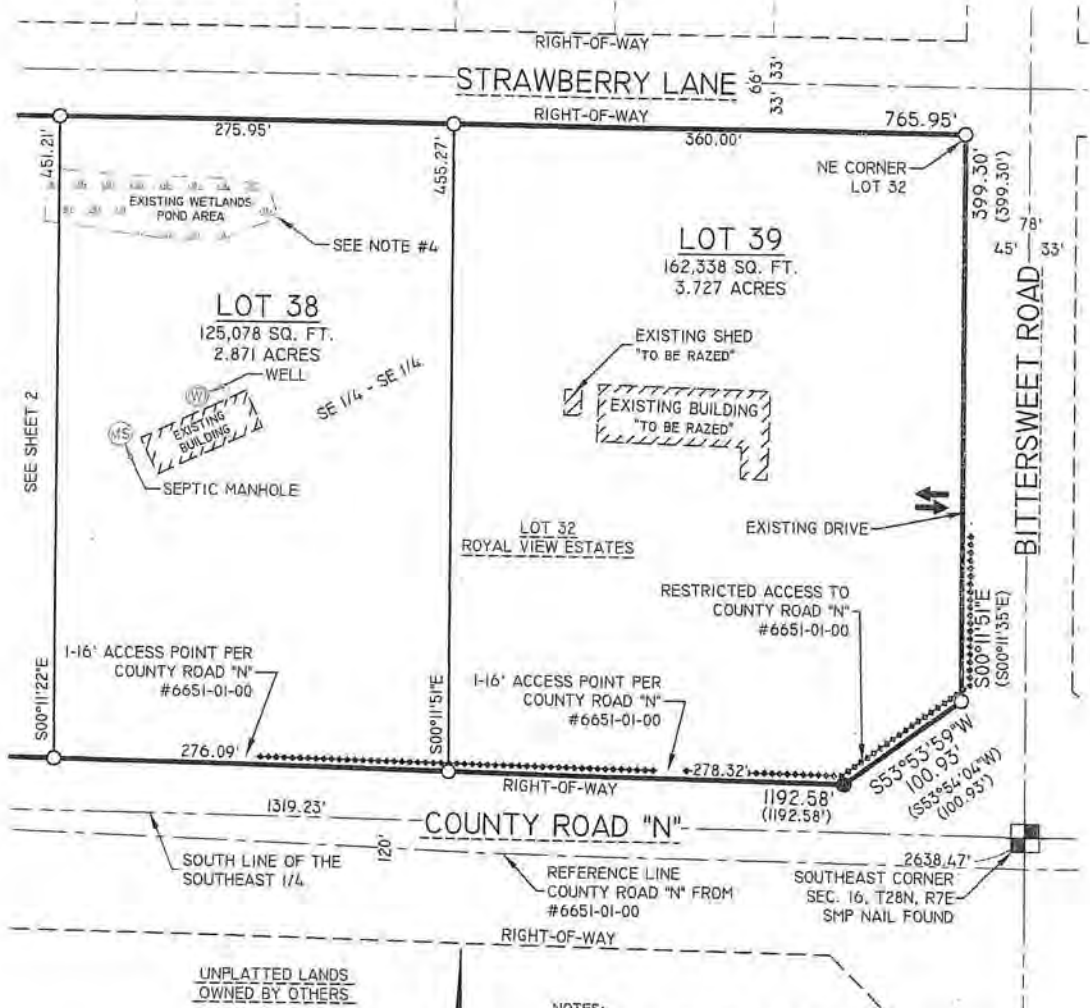 RIGHT-OF-WAY
STRAWBERRY LANE
66'
33'
33'
RIGHT-OF-WAY
275.95'
360.00'
765.95'
451.21'
455.27'
NE CORNER
LOT 32
399.30'
(399.30')
EXISTING WETLANDS
POND AREA
SEE NOTE #4
78'
45'
33'
LOT 39
162,338 SQ. FT.
3.727 ACRES
LOT 38
125,078 SQ. FT.
2.871 ACRES
WELL
W
SE 1/4 - SE 1/4
EXISTING SHED
"TO BE RAZED"
EXISTING BUILDING
"TO BE RAZED"
EXISTING
BUILDING
MS
SEPTIC MANHOLE
SEE SHEET 2
BITTERSWEET ROAD
EXISTING DRIVE
LOT 32
ROYAL VIEW ESTATES
RESTRICTED ACCESS TO
COUNTY ROAD "N"
#6651-01-00
S00°11'51"E
(S00°11'35"E)
1-16' ACCESS POINT PER
COUNTY ROAD "N"
#6651-01-00
1-16' ACCESS POINT PER
COUNTY ROAD "N"
#6651-01-00
S00°11'22"E
S00°11'51"E
276.09'
278.32'
RIGHT-OF-WAY
S53°53'59"W
100.93'
(S53°54'04"W)
(100.93')
1192.58'
(1192.58')
1319.23'
COUNTY ROAD "N"
120'
2638.47'
SOUTH LINE OF THE
SOUTHEAST 1/4
REFERENCE LINE
COUNTY ROAD "N" FROM
#6651-01-00
SOUTHEAST CORNER
SEC. 16, T28N, R7E
SMP NAIL FOUND
RIGHT-OF-WAY
UNPLATTED LANDS
OWNED BY OTHERS
NOTES: